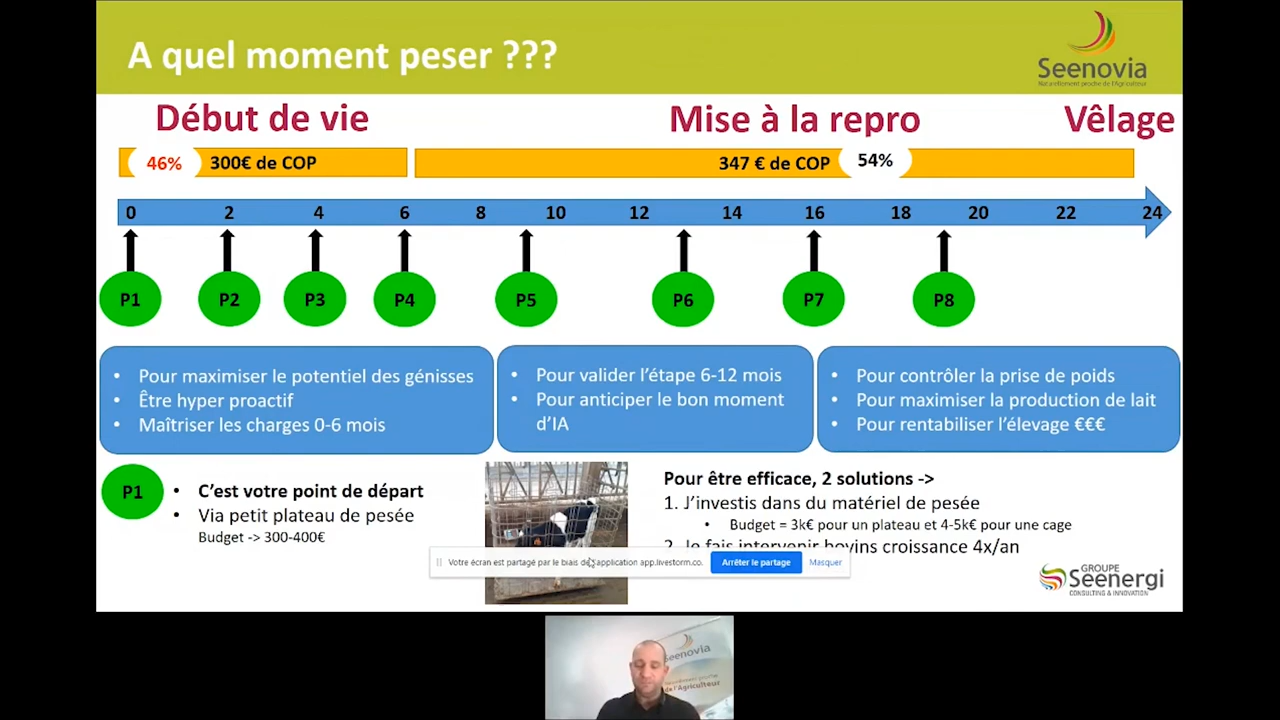 A quel moment peser ???
Seenovia
Naturellement proche de l'Agriculteur
Début de vie
Mise à la repro
Vêlage
46%
300€ de COP
347 € de COP
54%
0 2 4 6 8 10 12 14 16 18 20 22 24
P1 P2 P3 P4 P5 P6 P7 P8
• Pour maximiser le potentiel des génisses
• Être hyper proactif
• Maîtriser les charges 0-6 mois
• Pour valider l'étape 6-12 mois
• Pour anticiper le bon moment
d'IA
• Pour contrôler la prise de poids
• Pour maximiser la production de lait
• Pour rentabiliser l'élevage €€€
P1
• C'est votre point de départ
• Via petit plateau de pesée
Budget -> 300-400€
Pour être efficace, 2 solutions ->
1. J'investis dans du matériel de pesée
• Budget = 3k€ pour un plateau et 4-5k€ pour une cage
2. Je fais intervenir bovins croissance 4x/an
Votre écran est partagé par le biais de l'application app.livestorm.co.
Arrêter le partage
Masquer
GROUPE
Seenergi
CONSULTING & INNOVATION
Seenovia
de l'Agriculteur